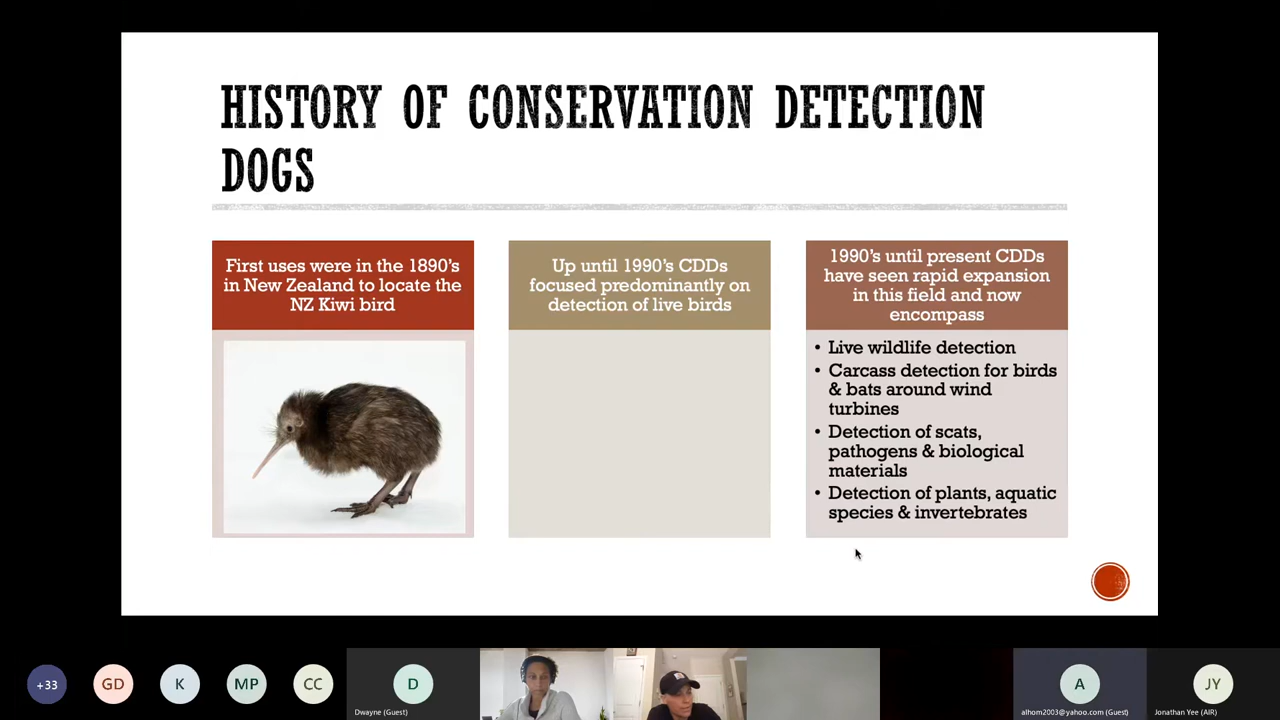 HISTORY OF CONSERVATION DETECTION
DOGS
First uses were in the 1890's
in New Zealand to locate the
NZ Kiwi bird
Up until 1990's CDDs
focused predominantly on
detection of live birds
1990's until present CDDs
have seen rapid expansion
in this field and now
encompass
• Live wildlife detection
• Carcass detection for birds
& bats around wind
turbines
• Detection of scats,
pathogens & biological
materials
• Detection of plants, aquatic
species & invertebrates
+33
GD
K
MP
CC
D
Dwayne (Guest)
A
alhom2003@yahoo.com (Guest)
JY
Jonathan Yee (AIR)